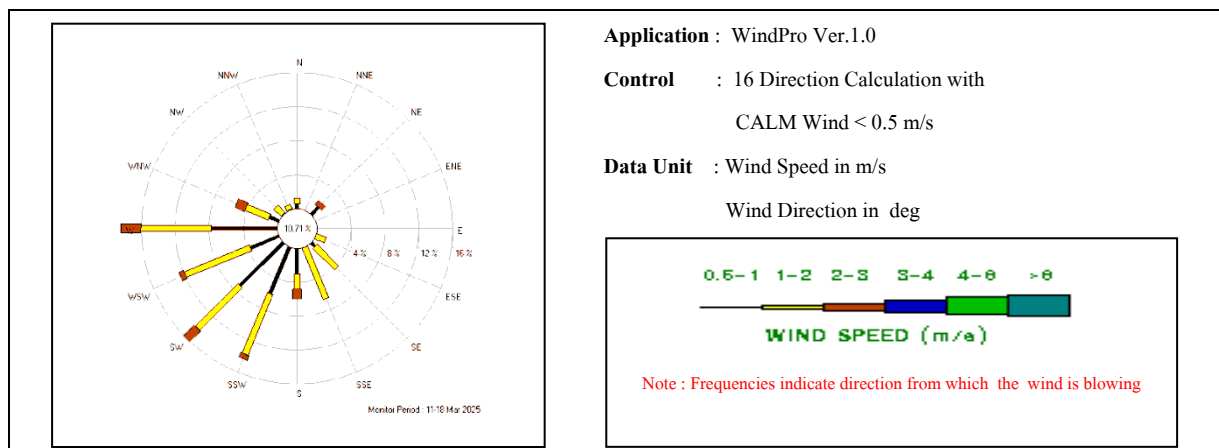 N
NNW
NNE
NW
NE
WNW
ENE
10.71 %
E
4 %
8 %
12 %
16 %
WSW
ESE
SW
SE
SSW
SSE
S
Monitor Period : 11-18 Mar 2025
Application : WindPro Ver.1.0
Control : 16 Direction Calculation with
CALM Wind < 0.5 m/s
Data Unit : Wind Speed in m/s
Wind Direction in deg
0.5-1 1-2 2-3 3-4 4-8 >8
WIND SPEED (m/s)
Note : Frequencies indicate direction from which the wind is blowing